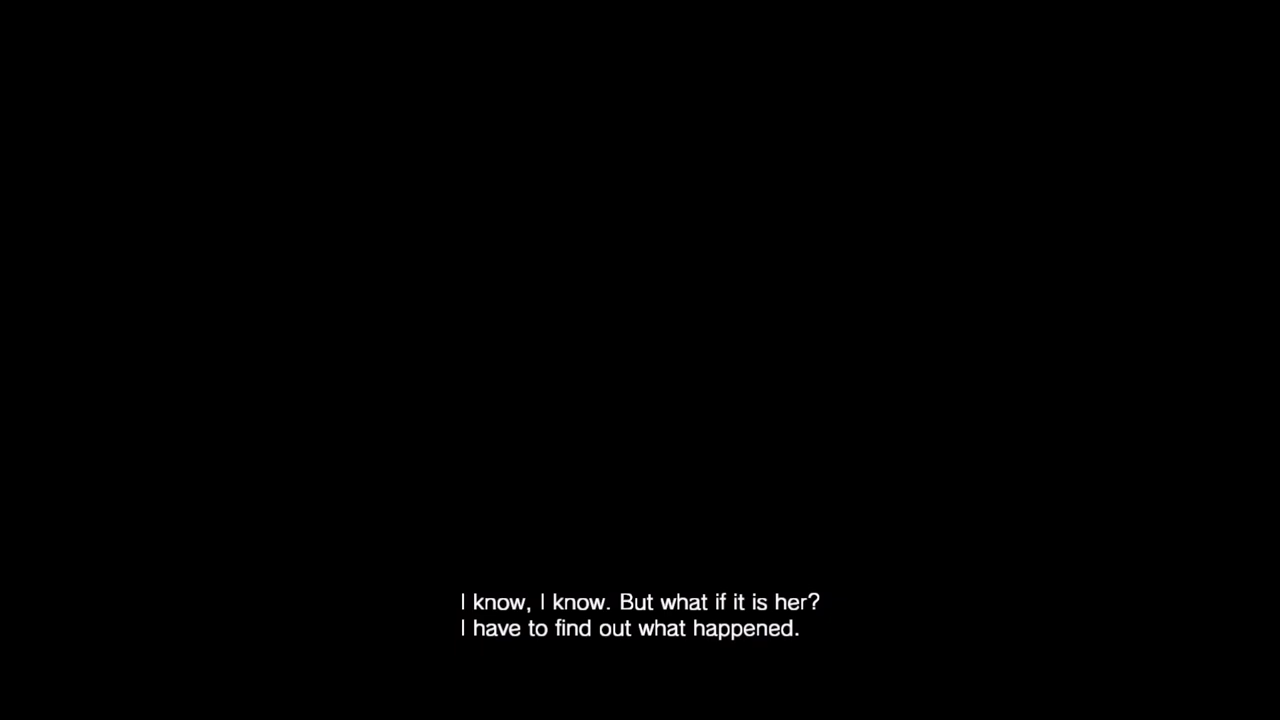 I know, I know. But what if it is her?
I have to find out what happened.